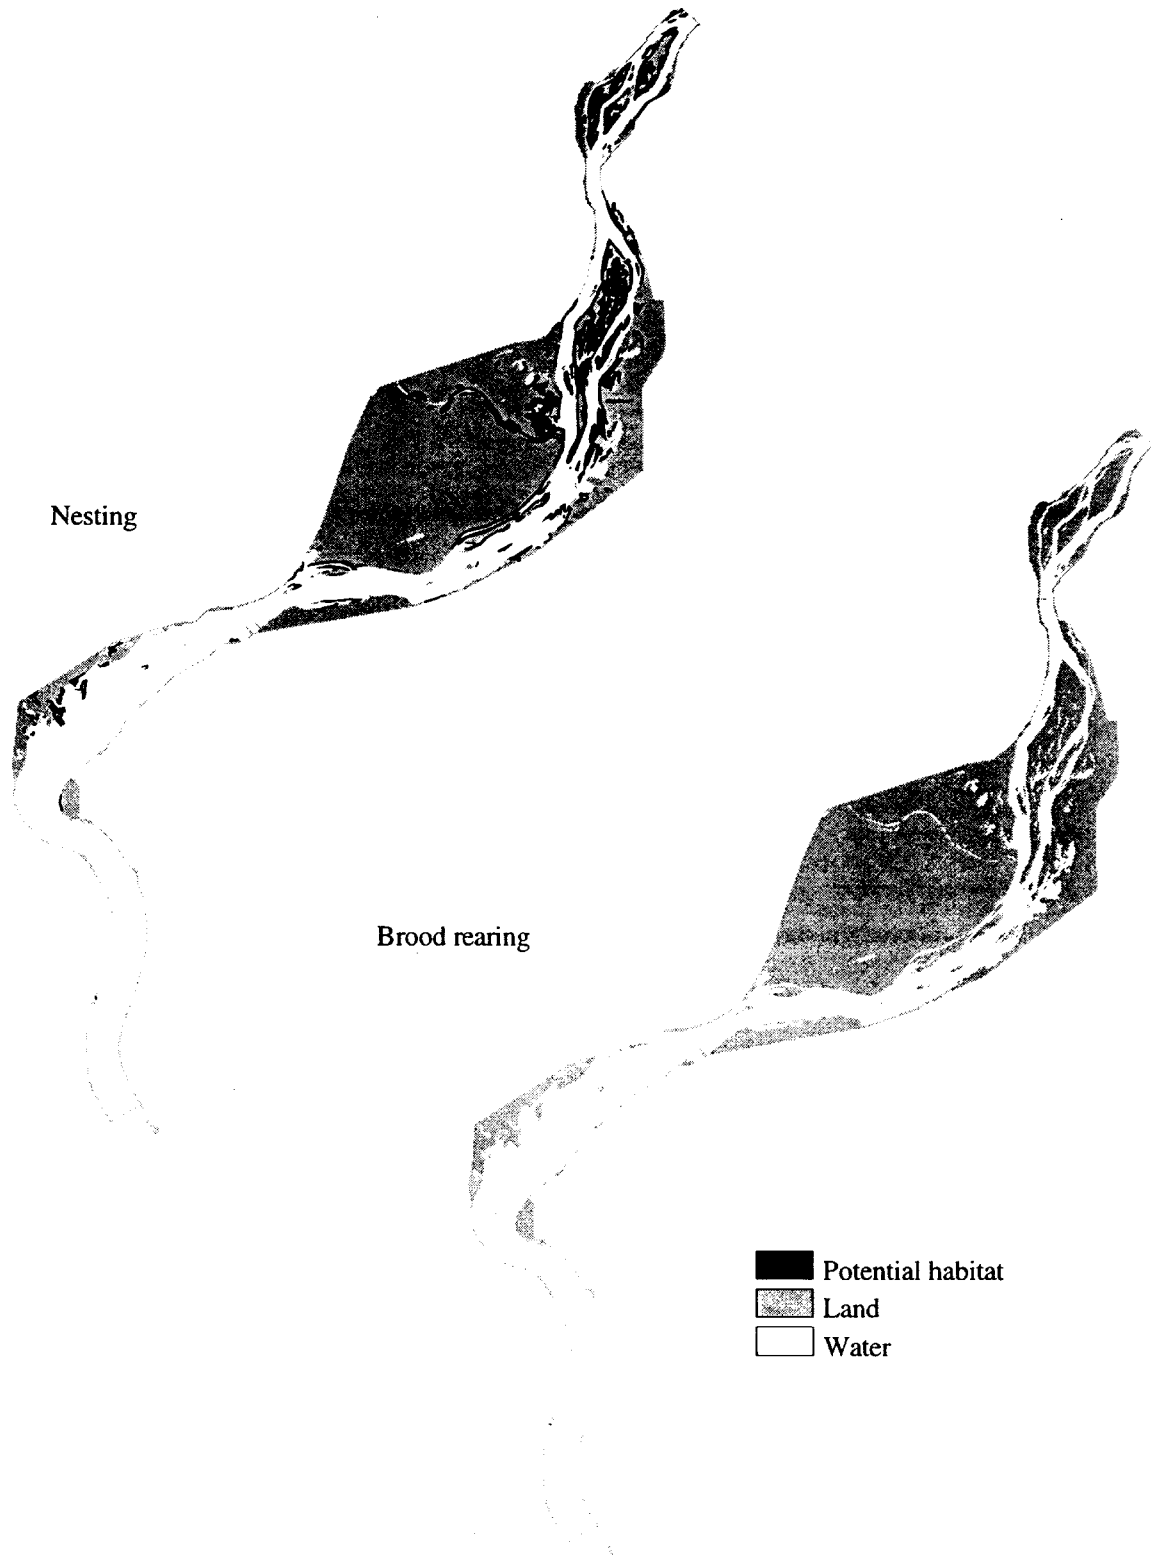 Nesting
Brood rearing
Potential habitat
Land
Water